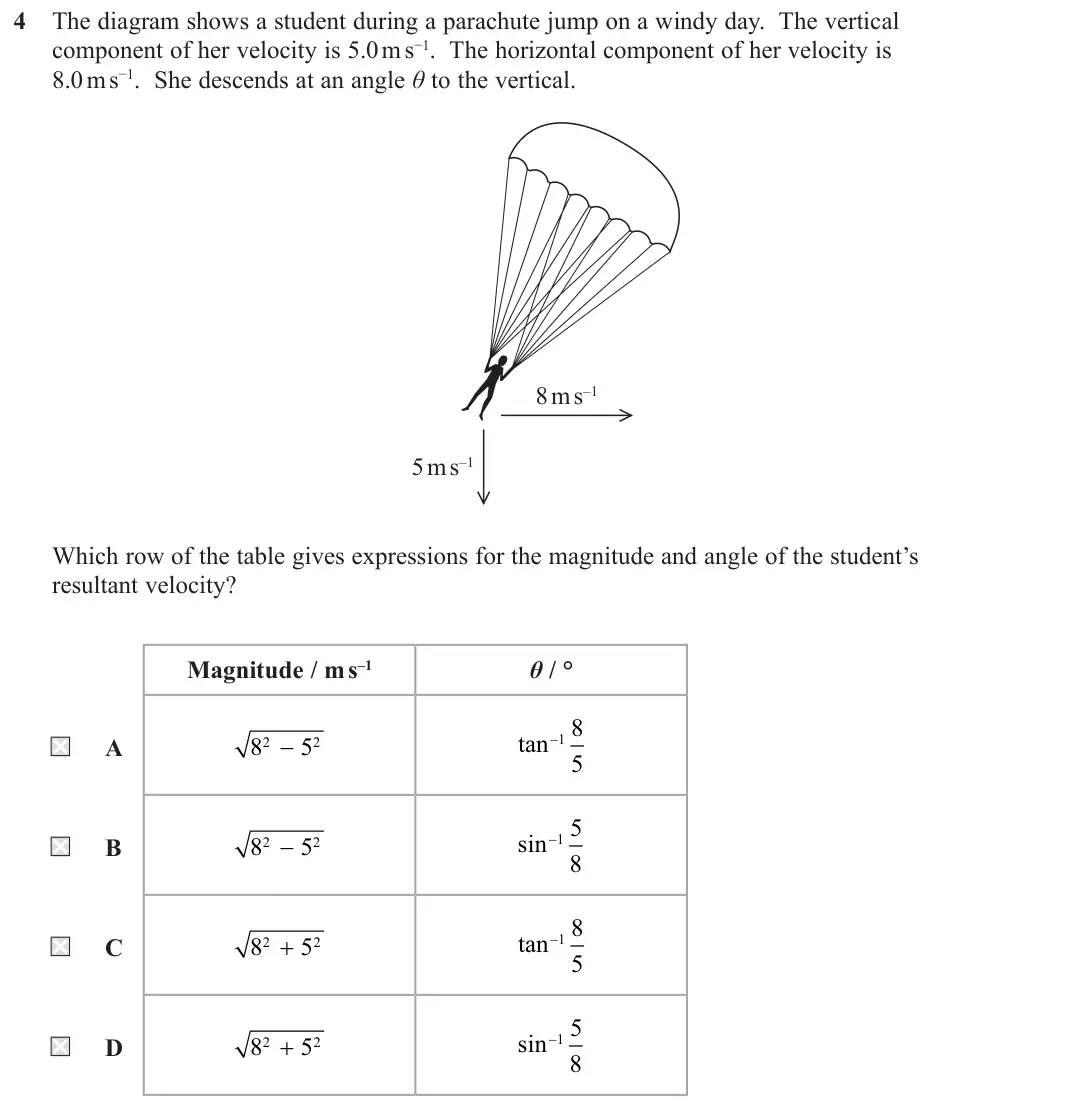 4 The diagram shows a student during a parachute jump on a windy day. The vertical
component of her velocity is 5.0 m s⁻¹. The horizontal component of her velocity is
8.0 m s⁻¹. She descends at an angle θ to the vertical.
8 m s⁻¹
5 m s⁻¹
Which row of the table gives expressions for the magnitude and angle of the student’s
resultant velocity?
Magnitude / m s⁻¹ θ / °
A √(8² – 5²) tan⁻¹ 8/5
B √(8² – 5²) sin⁻¹ 5/8
C √(8² + 5²) tan⁻¹ 8/5
D √(8² + 5²) sin⁻¹ 5/8